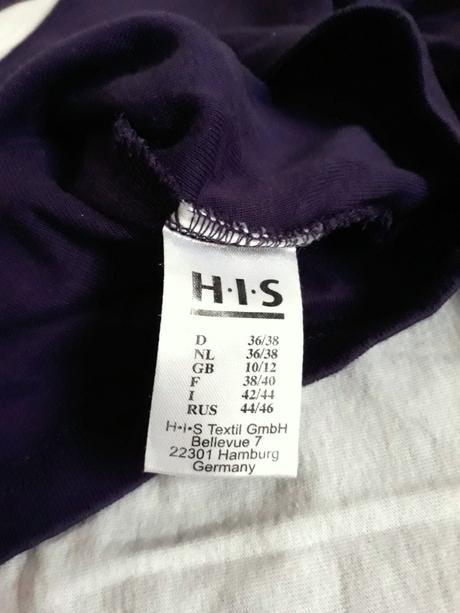 H·I·S
D 36/38
NL 36/38
GB 10/12
F 38/40
I 42/44
RUS 44/46
H•I•S Textil GmbH
Bellevue 7
22301 Hamburg
Germany